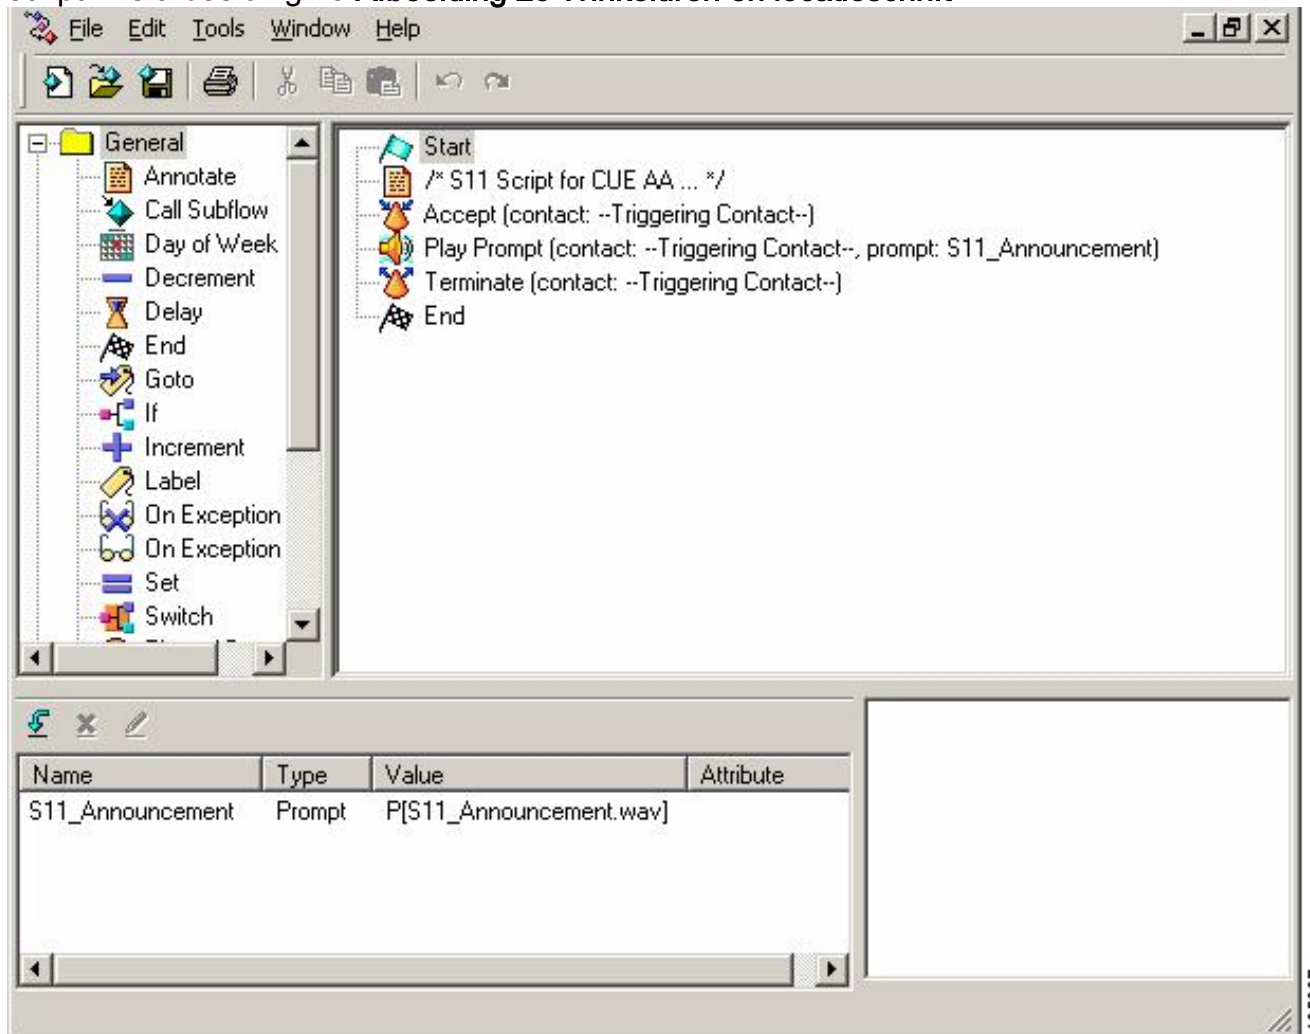 File Edit Tools Window Help
General
Annotate
Call Subflow
Day of Week
Decrement
Delay
End
Goto
If
Increment
Label
On Exception
On Exception
Set
Switch
Start
/* S11 Script for CUE AA ... */
Accept (contact: --Triggering Contact--)
Play Prompt (contact: --Triggering Contact--, prompt: S11_Announcement)
Terminate (contact: --Triggering Contact--)
End
Name Type Value Attribute
S11_Announcement Prompt P[S11_Announcement.wav]